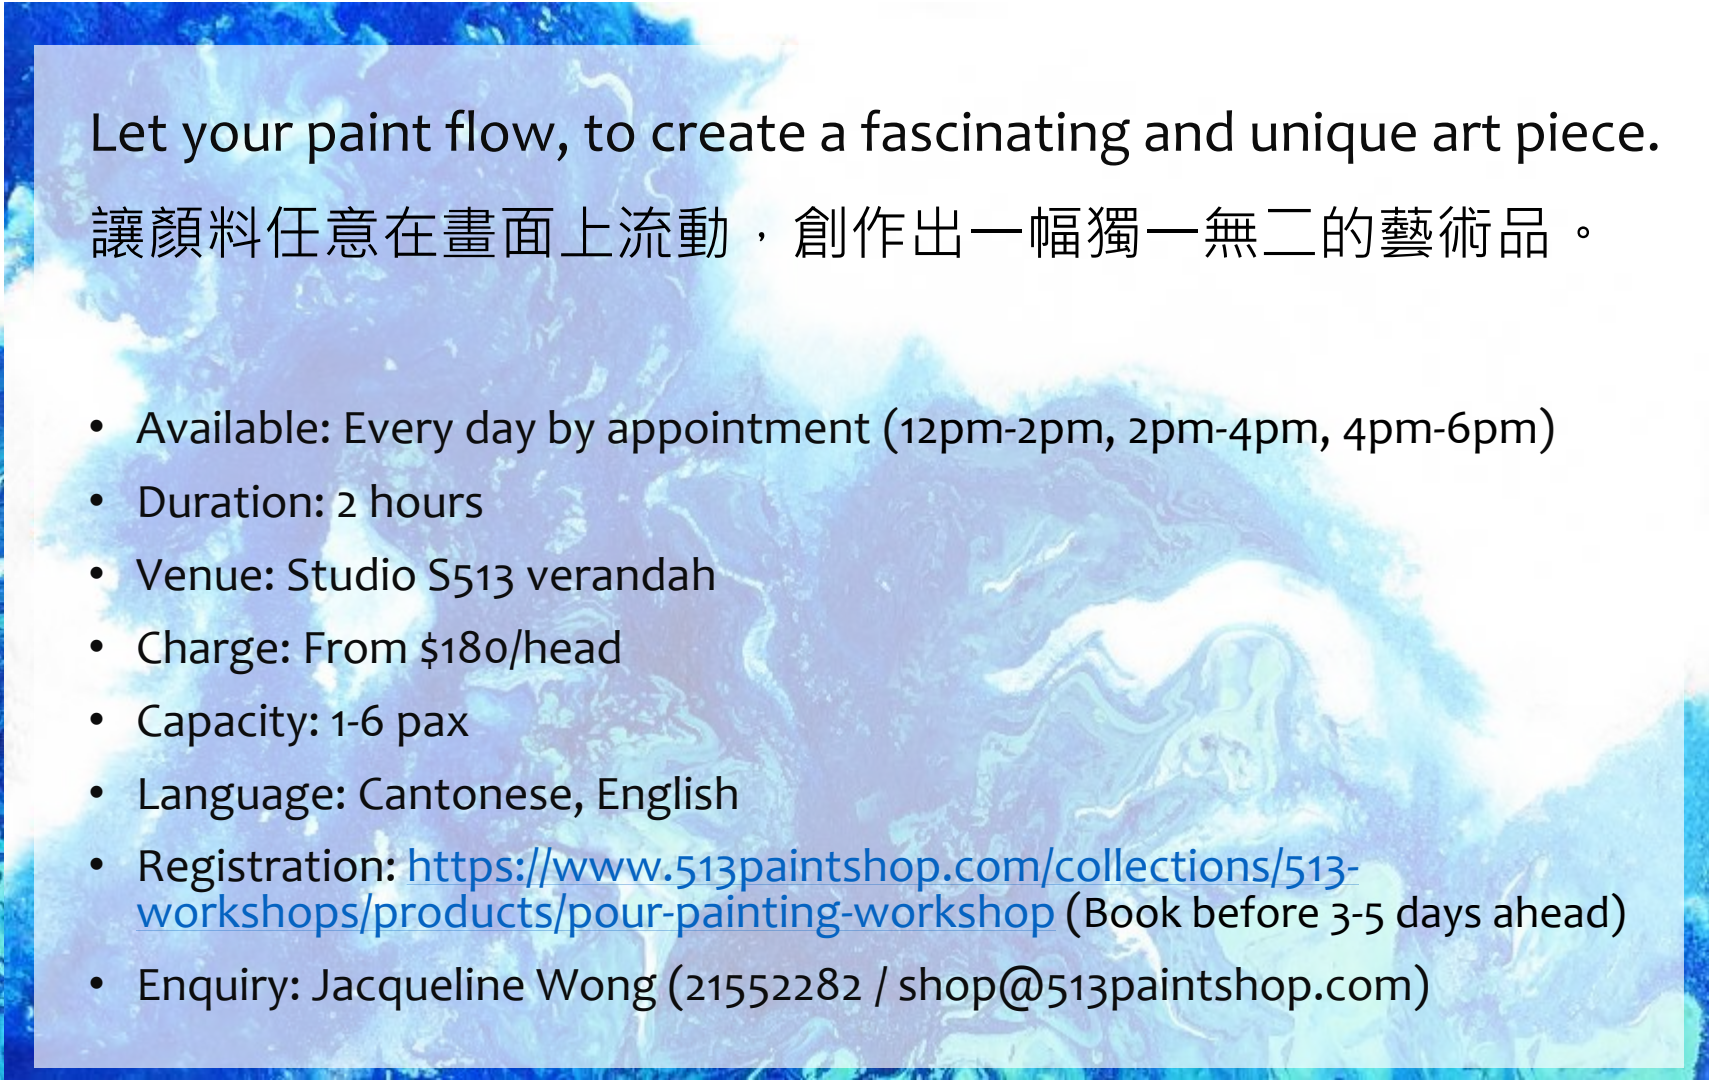 Let your paint flow, to create a fascinating and unique art piece.
讓顏料任意在畫面上流動，創作出一幅獨一無二的藝術品。
• Available: Every day by appointment (12pm-2pm, 2pm-4pm, 4pm-6pm)
• Duration: 2 hours
• Venue: Studio S513 verandah
• Charge: From $180/head
• Capacity: 1-6 pax
• Language: Cantonese, English
• Registration: https://www.513paintshop.com/collections/513-
workshops/products/pour-painting-workshop (Book before 3-5 days ahead)
• Enquiry: Jacqueline Wong (21552282 / shop@513paintshop.com)